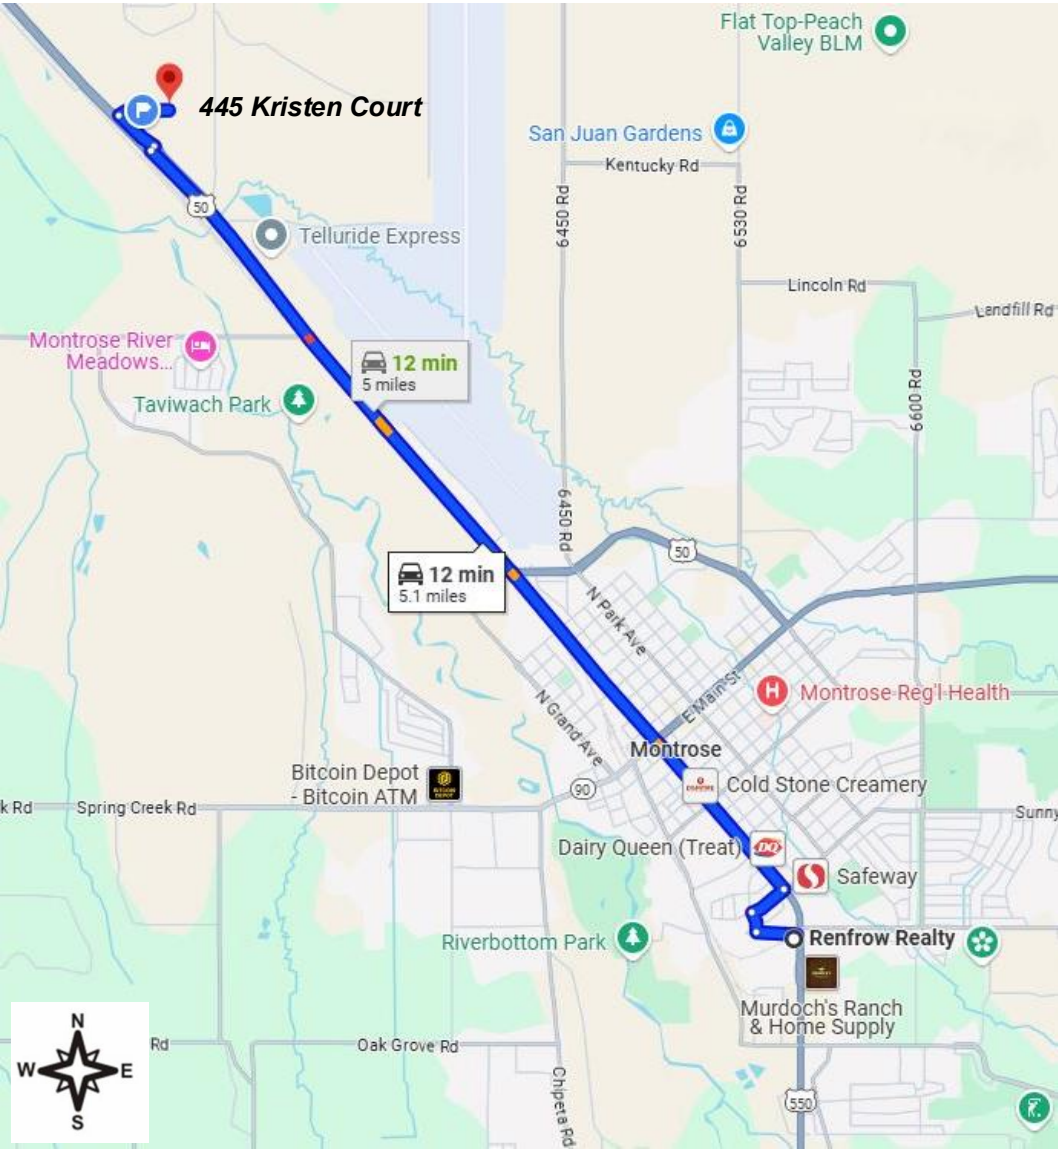 Flat Top-Peach
Valley BLM
445 Kristen Court
San Juan Gardens
Kentucky Rd
6450 Rd
6530 Rd
50
Telluride Express
Lincoln Rd
Landfill Rd
Montrose River
Meadows...
12 min
5 miles
6600 Rd
Taviwach Park
6450 Rd
50
12 min
5.1 miles
N Park Ave
E Main St
H
Montrose Reg'l Health
N Grand Ave
Montrose
Bitcoin Depot
- Bitcoin ATM
90
Cold Stone Creamery
k Rd
Spring Creek Rd
Sunny
Dairy Queen (Treat)
DQ
Safeway
Riverbottom Park
Renfrow Realty
Murdoch's Ranch
& Home Supply
N
W E
S
Rd
Oak Grove Rd
Chipeta Rd
550